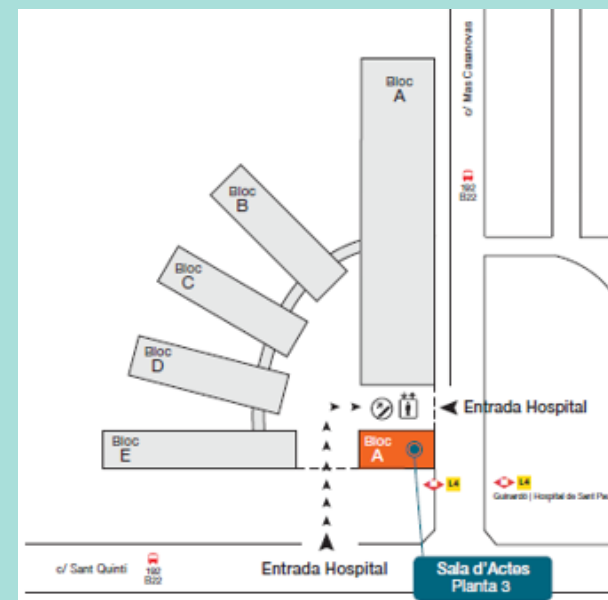 Bloc
A
c/ Mas Casanovas
192
B22
Bloc
B
Bloc
C
Bloc
D
Entrada Hospital
Bloc
E
Bloc
A
L4
L4
Guinardó | Hospital de Sant Pa
c/ Sant Quintí
192
B22
Entrada Hospital
Sala d'Actes
Planta 3